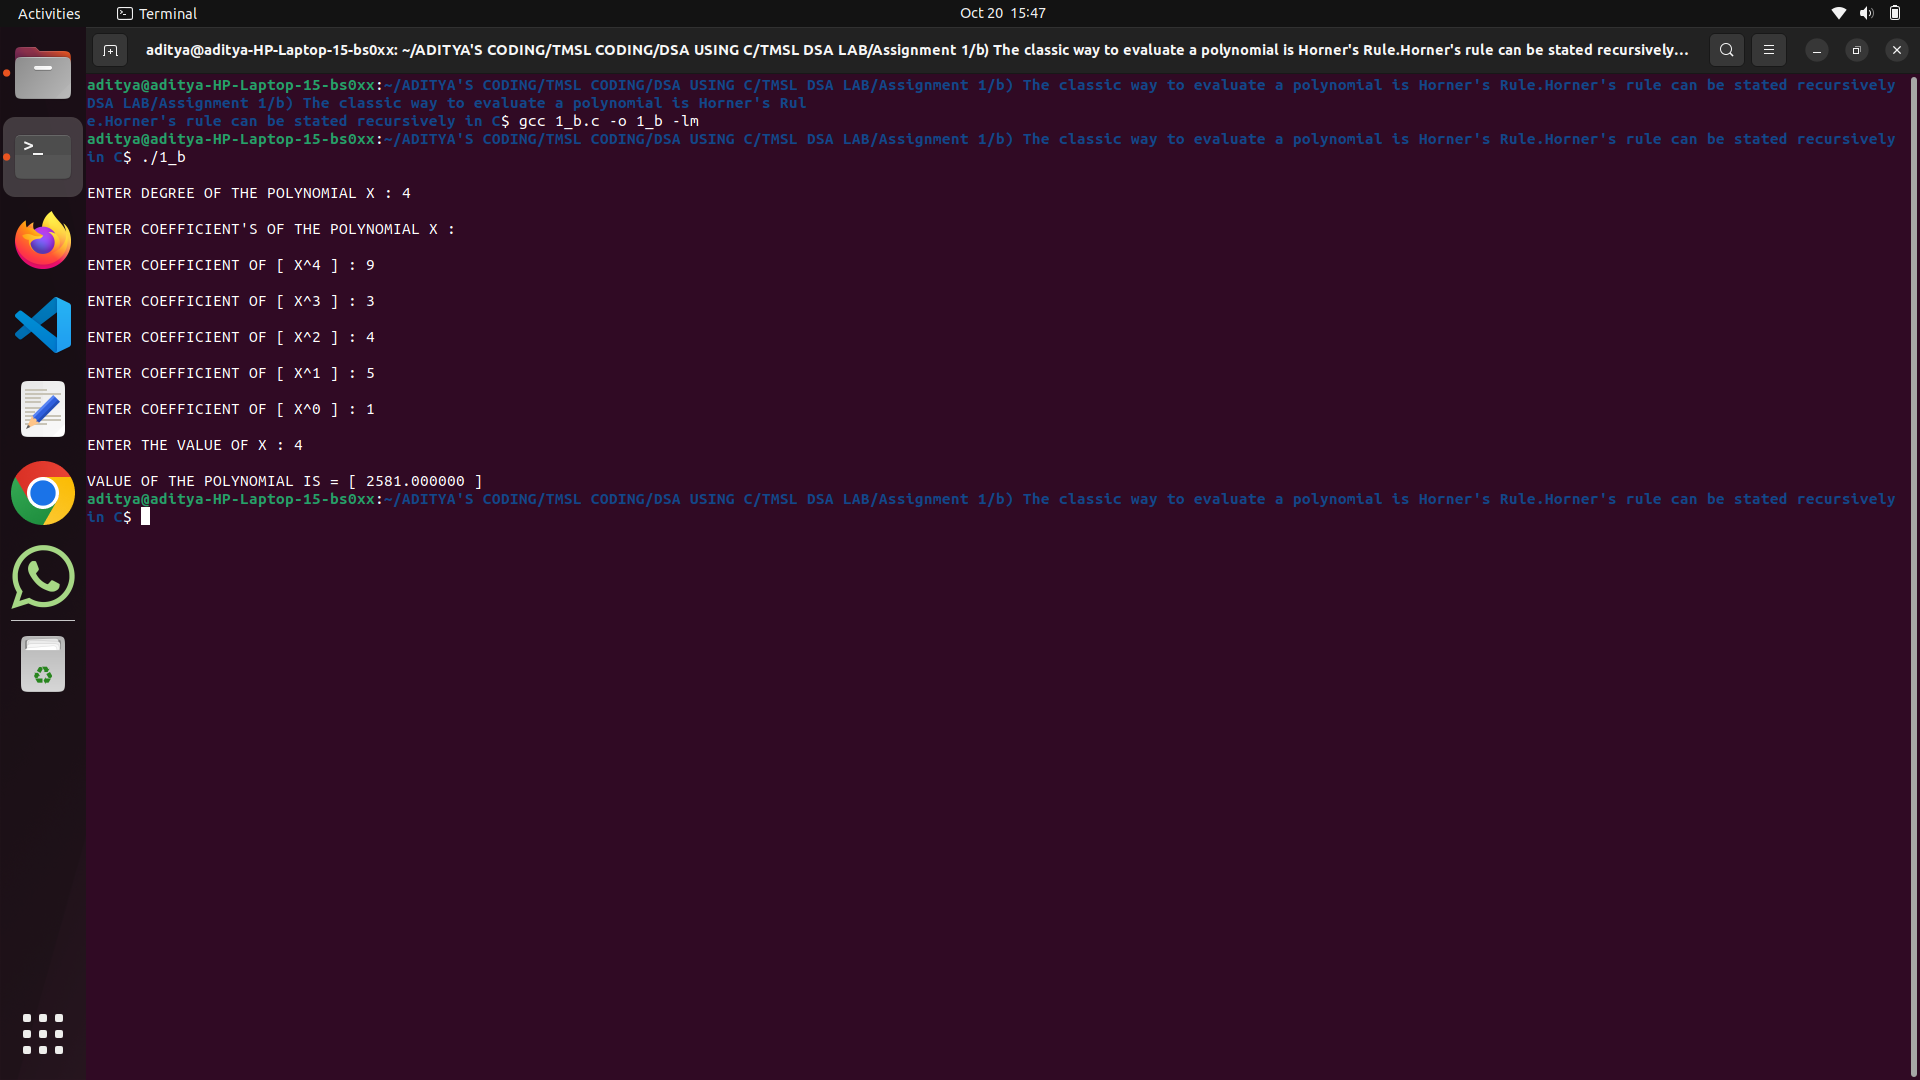 Activities
Terminal
Oct 20 15:47
aditya@aditya-HP-Laptop-15-bs0xx: ~/ADITYA'S CODING/TMSL CODING/DSA USING C/TMSL DSA LAB/Assignment 1/b) The classic way to evaluate a polynomial is Horner's Rule.Horner's rule can be stated recursively…
aditya@aditya-HP-Laptop-15-bs0xx:~/ADITYA'S CODING/TMSL CODING/DSA USING C/TMSL DSA LAB/Assignment 1/b) The classic way to evaluate a polynomial is Horner's Rule.Horner's rule can be stated recursively
DSA LAB/Assignment 1/b) The classic way to evaluate a polynomial is Horner's Rul
e.Horner's rule can be stated recursively in C$ gcc 1_b.c -o 1_b -lm
aditya@aditya-HP-Laptop-15-bs0xx:~/ADITYA'S CODING/TMSL CODING/DSA USING C/TMSL DSA LAB/Assignment 1/b) The classic way to evaluate a polynomial is Horner's Rule.Horner's rule can be stated recursively
in C$ ./1_b
ENTER DEGREE OF THE POLYNOMIAL X : 4
ENTER COEFFICIENT'S OF THE POLYNOMIAL X :
ENTER COEFFICIENT OF [ X^4 ] : 9
ENTER COEFFICIENT OF [ X^3 ] : 3
ENTER COEFFICIENT OF [ X^2 ] : 4
ENTER COEFFICIENT OF [ X^1 ] : 5
ENTER COEFFICIENT OF [ X^0 ] : 1
ENTER THE VALUE OF X : 4
VALUE OF THE POLYNOMIAL IS = [ 2581.000000 ]
aditya@aditya-HP-Laptop-15-bs0xx:~/ADITYA'S CODING/TMSL CODING/DSA USING C/TMSL DSA LAB/Assignment 1/b) The classic way to evaluate a polynomial is Horner's Rule.Horner's rule can be stated recursively
in C$